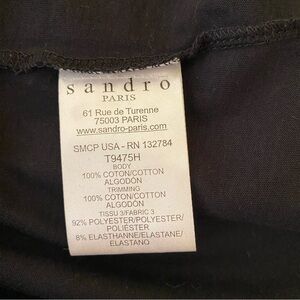 sandro
PARIS
61 Rue de Turenne
75003 PARIS
www.sandro-paris.com
SMCP USA - RN 132784
T9475H
BODY
100% COTON/COTTON
ALGODÓN
TRIMMING
100% COTON/COTTON
ALGODÓN
TISSU 3/FABRIC 3
92% POLYESTER/POLYESTER/
POLIÉSTER
8% ELASTHANNE/ELASTANE/
ELASTANO